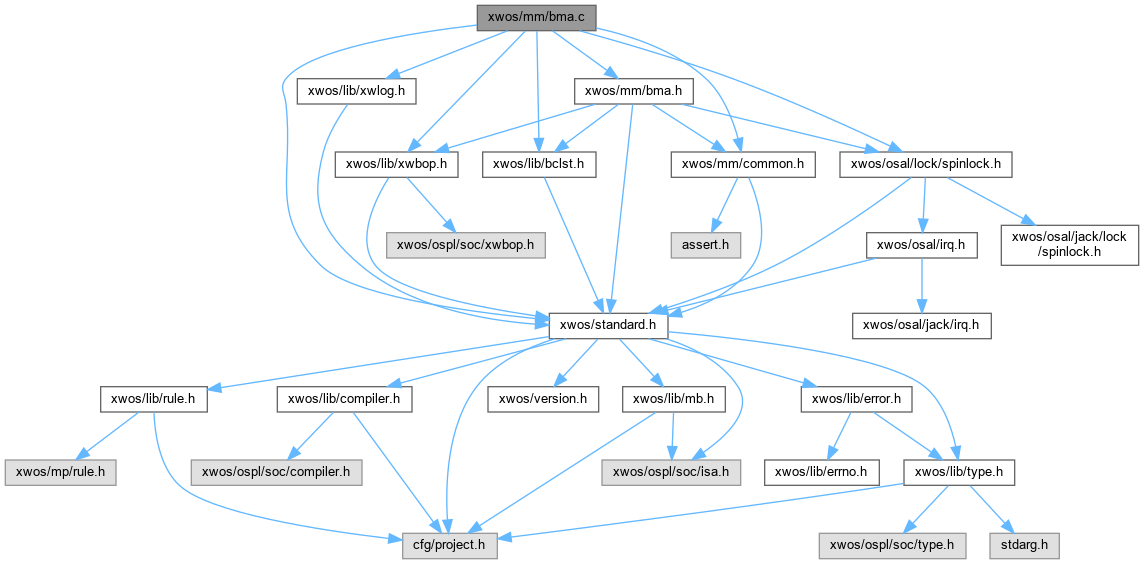 xwos/mm/bma.c
xwos/lib/xwlog.h
xwos/mm/bma.h
xwos/lib/xwbop.h
xwos/lib/bclst.h
xwos/mm/common.h
xwos/osal/lock/spinlock.h
xwos/ospl/soc/xwbop.h
assert.h
xwos/osal/irq.h
xwos/osal/jack/lock
/spinlock.h
xwos/standard.h
xwos/osal/jack/irq.h
xwos/lib/rule.h
xwos/lib/compiler.h
xwos/version.h
xwos/lib/mb.h
xwos/lib/error.h
xwos/mp/rule.h
xwos/ospl/soc/compiler.h
xwos/ospl/soc/isa.h
xwos/lib/errno.h
xwos/lib/type.h
cfg/project.h
xwos/ospl/soc/type.h
stdarg.h